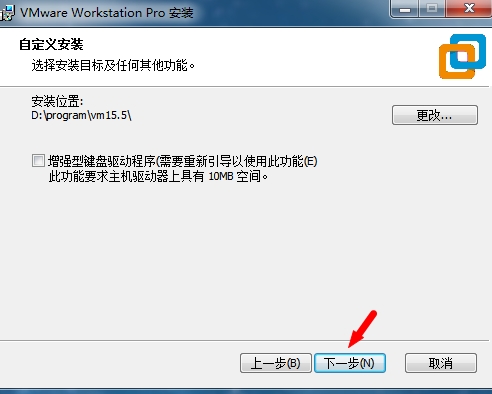 VMware Workstation Pro 安装
自定义安装
选择安装目标及任何其他功能。
安装位置:
D:\program\vm15.5\
更改...
增强型键盘驱动程序(需要重新引导以使用此功能(E)
此功能要求主机驱动器上具有 10MB 空间。
上一步(B) 下一步(N) 取消